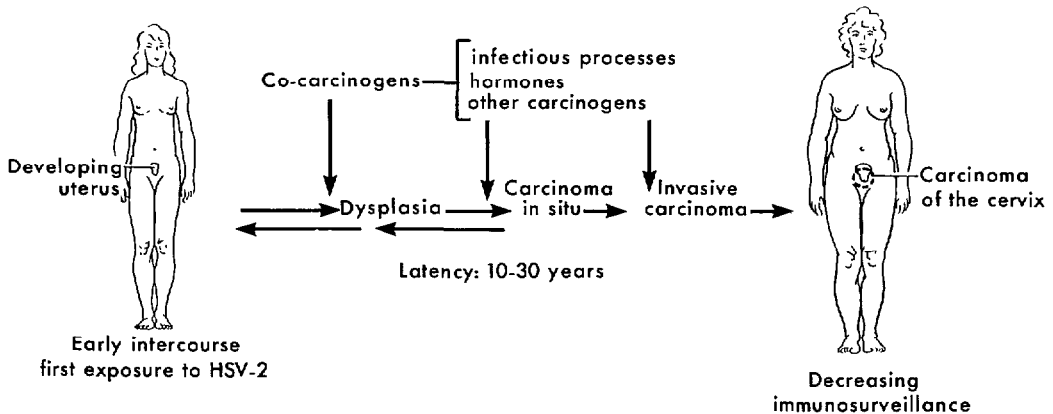 Co-carcinogens
infectious processes
hormones
other carcinogens
Developing
uterus
Dysplasia
Carcinoma
in situ
Invasive
carcinoma
Carcinoma
of the cervix
Latency: 10-30 years
Early intercourse
first exposure to HSV-2
Decreasing
immunosurveillance